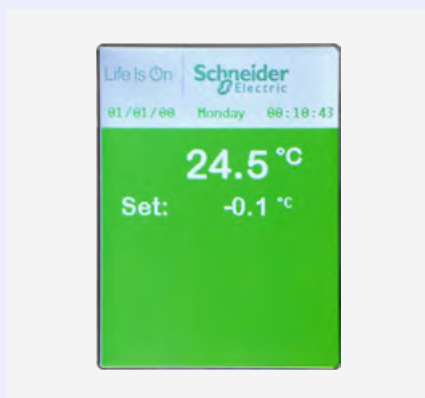 Life Is On Schneider Electric
01/01/00 Monday 00:10:43
24.5 °C
Set: -0.1 °C